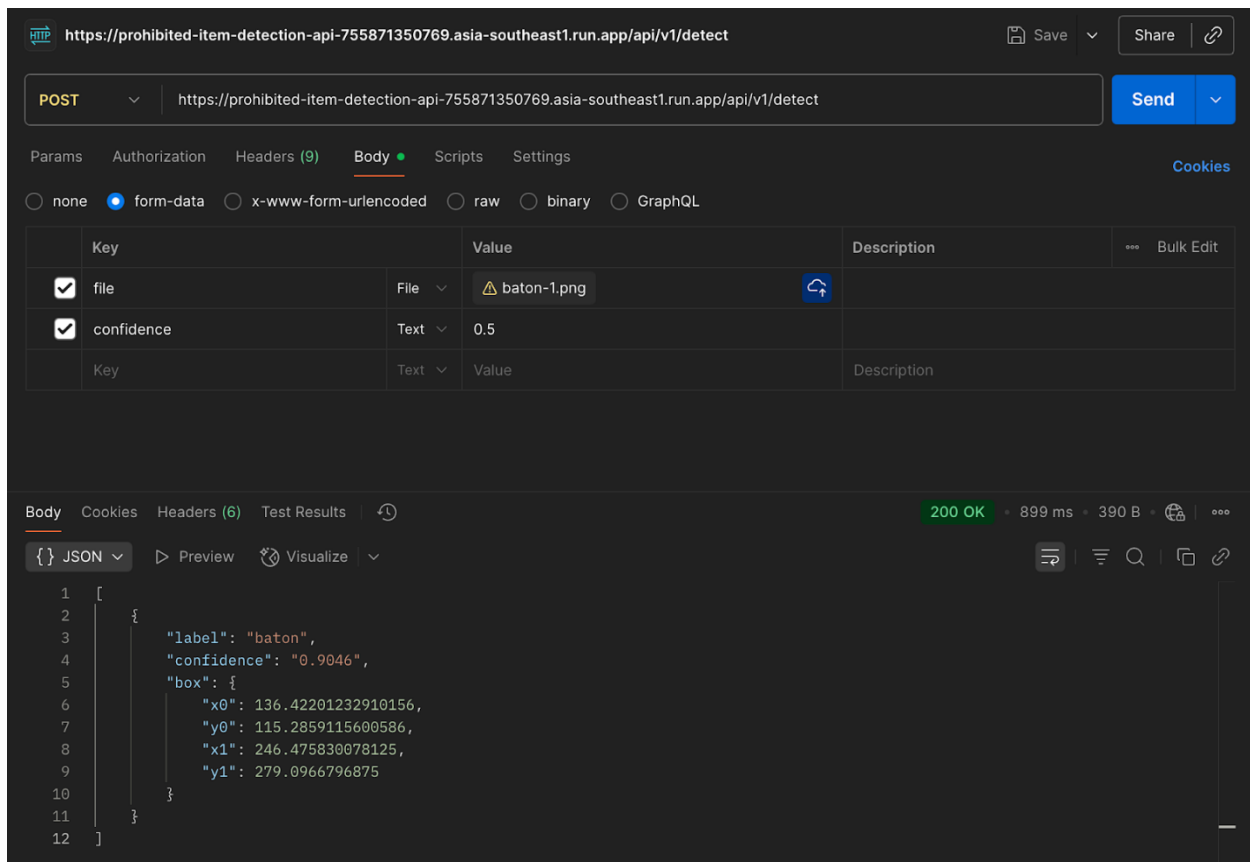 HTTP https://prohibited-item-detection-api-755871350769.asia-southeast1.run.app/api/v1/detect Save Share
POST https://prohibited-item-detection-api-755871350769.asia-southeast1.run.app/api/v1/detect Send
Params Authorization Headers (9) Body Scripts Settings Cookies
none form-data x-www-form-urlencoded raw binary GraphQL
Key Value Description Bulk Edit
file File baton-1.png
confidence Text 0.5
Key Text Value Description
Body Cookies Headers (6) Test Results 200 OK 899 ms 390 B
{} JSON Preview Visualize
1 [
2 {
3 "label": "baton",
4 "confidence": "0.9046",
5 "box": {
6 "x0": 136.42201232910156,
7 "y0": 115.2859115600586,
8 "x1": 246.475830078125,
9 "y1": 279.0966796875
10 }
11 }
12 ]